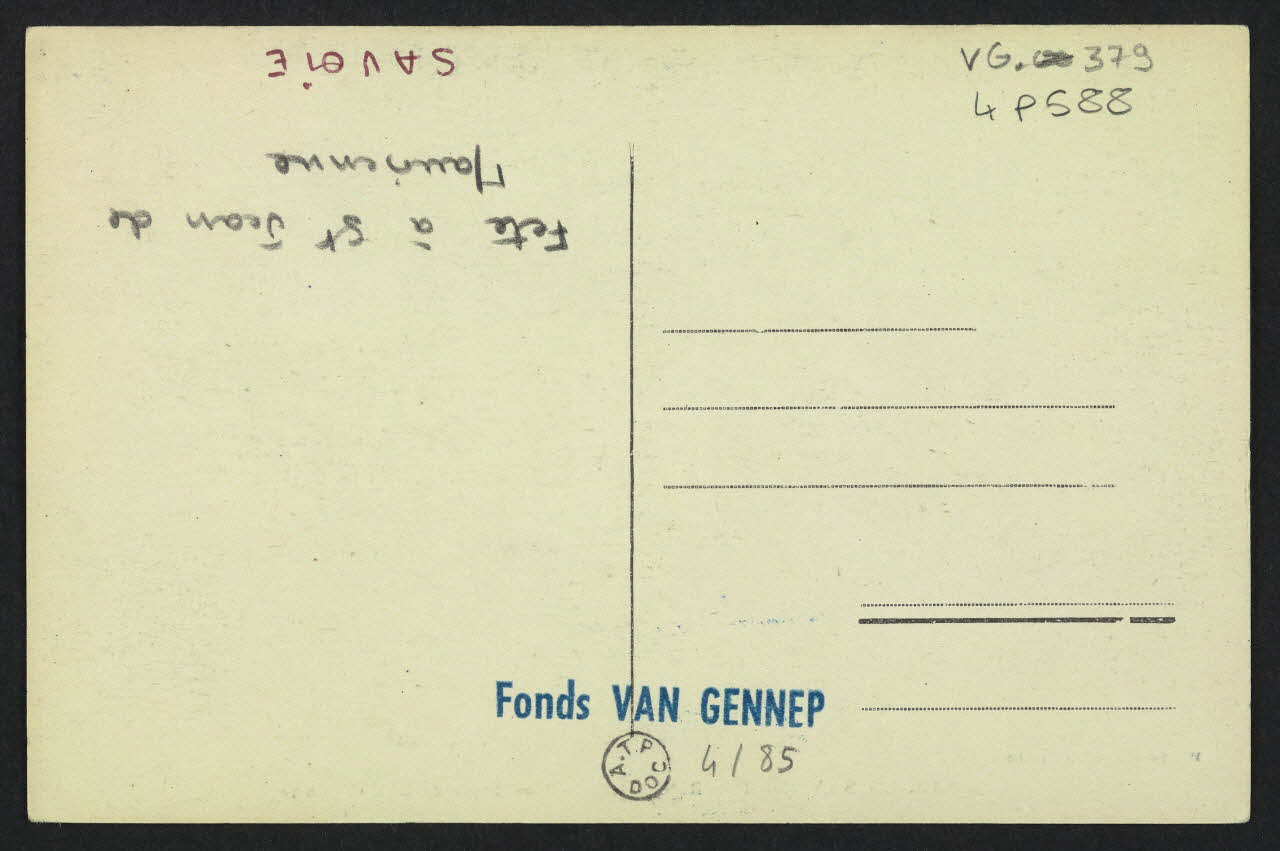 VG. 379
4 P 588
SAVOIE
Fete à St Jean de
Maurienne
Fonds VAN GENNEP
A.T.P
DOC
4/85